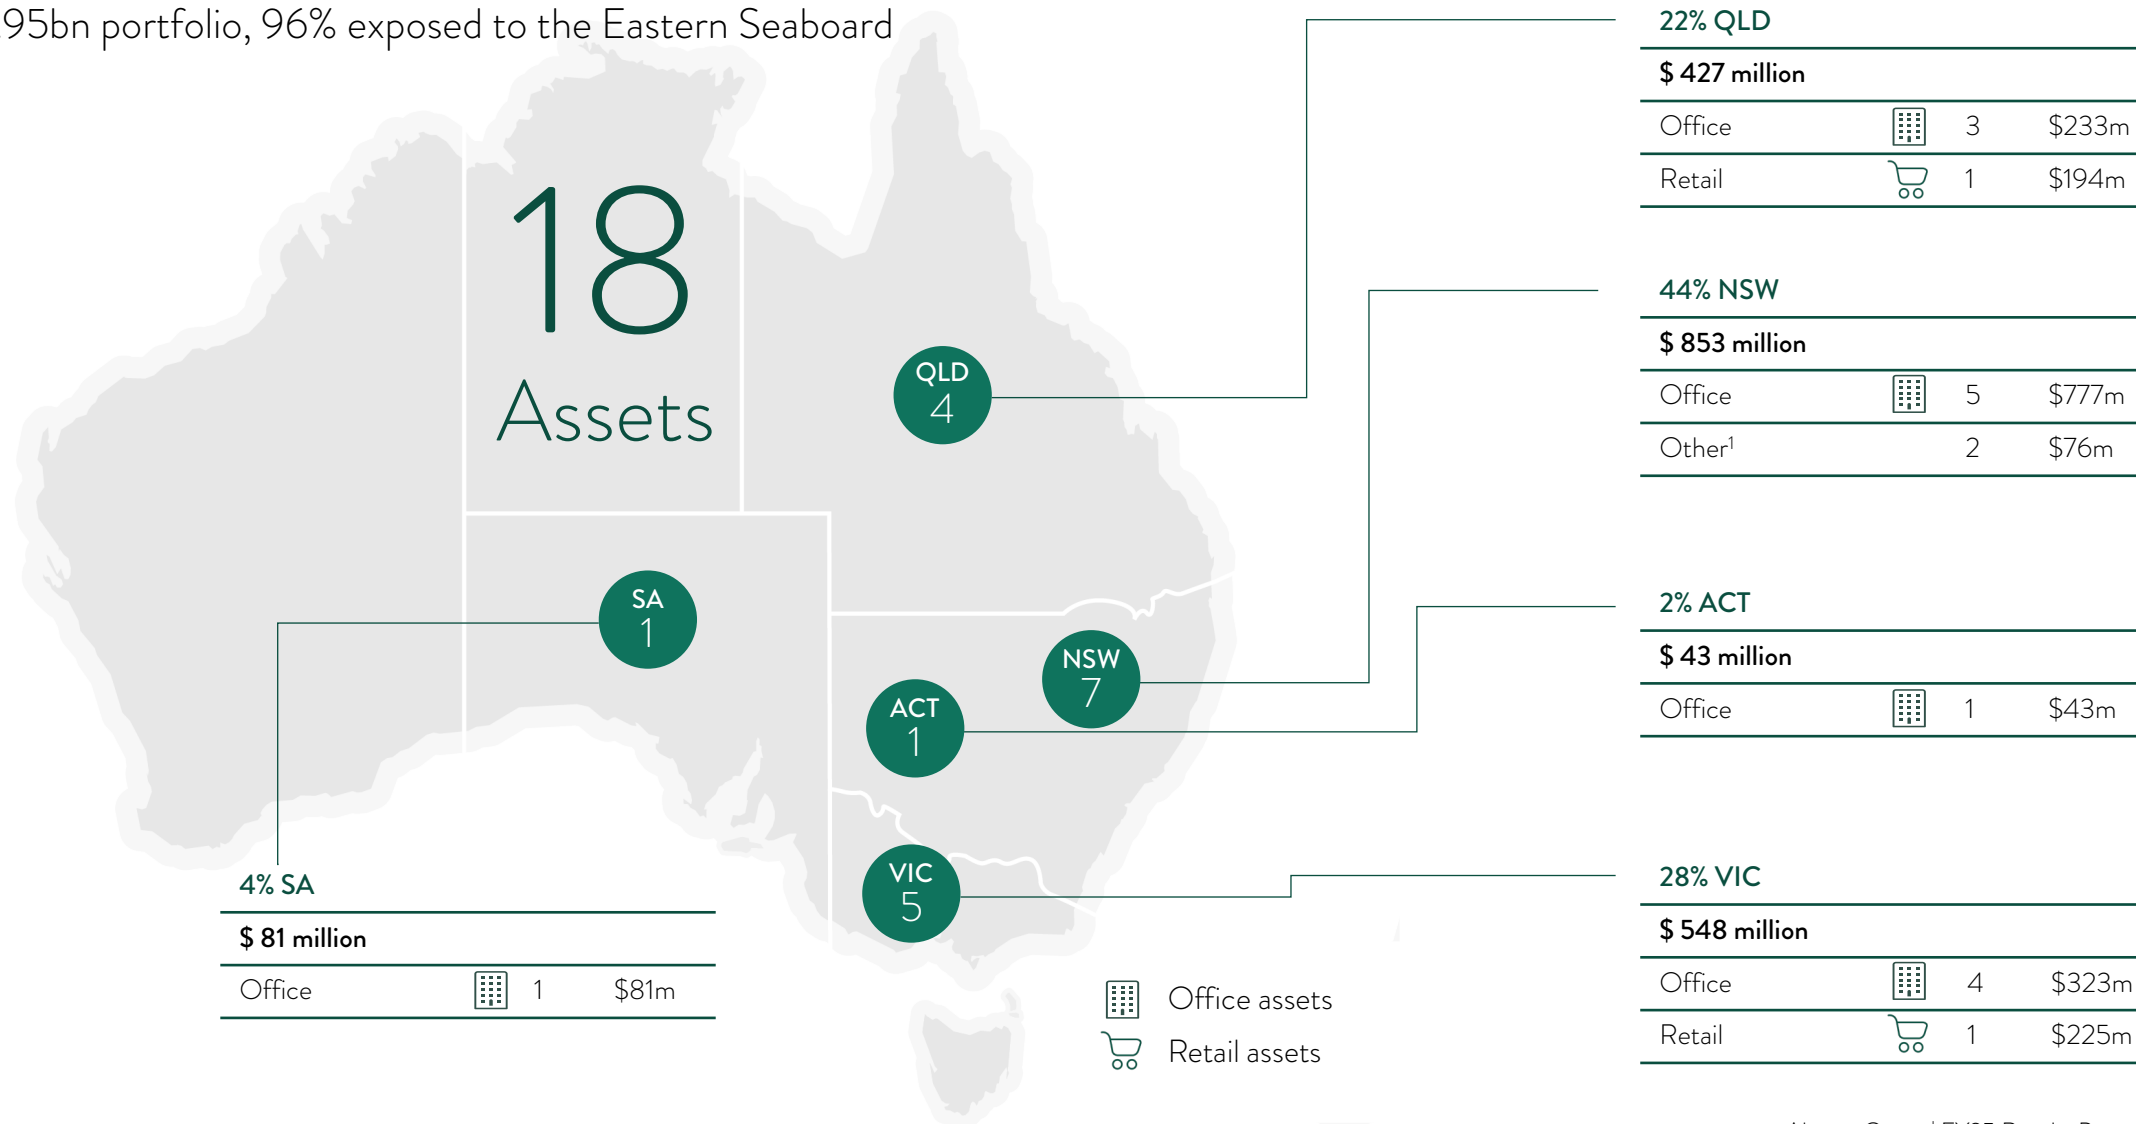 95bn portfolio, 96% exposed to the Eastern Seaboard
18
Assets
QLD
4
SA
1
NSW
7
ACT
1
VIC
5
22% QLD
$ 427 million
Office 3 $233m
Retail 1 $194m
44% NSW
$ 853 million
Office 5 $777m
Other¹ 2 $76m
2% ACT
$ 43 million
Office 1 $43m
28% VIC
$ 548 million
Office 4 $323m
Retail 1 $225m
4% SA
$ 81 million
Office 1 $81m
Office assets
Retail assets